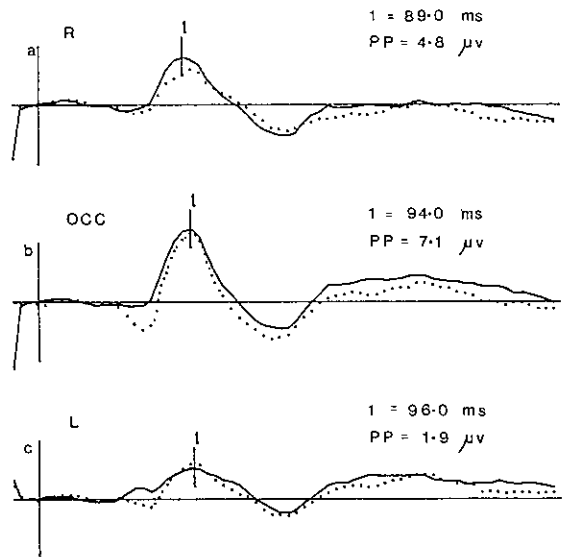 R
1 = 89·0 ms
PP = 4·8 μv
a
1
OCC
1 = 94·0 ms
PP = 7·1 μv
b
1
L
1 = 96·0 ms
PP = 1·9 μv
c
1